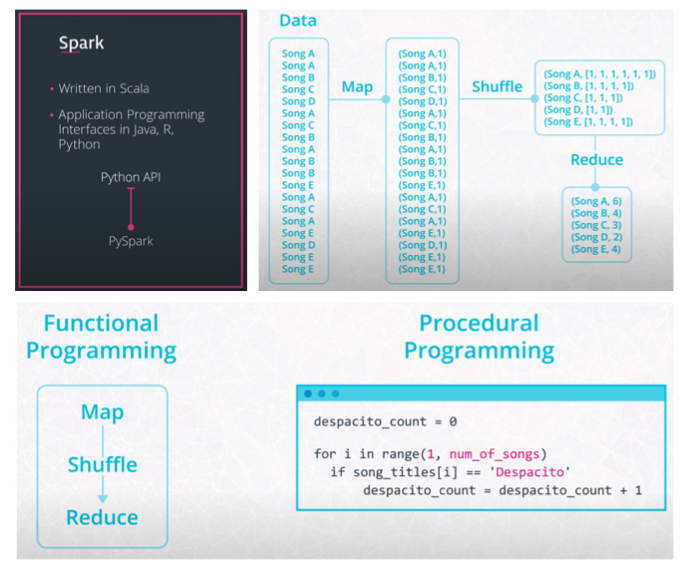 Spark
• Written in Scala
• Application Programming
Interfaces in Java, R,
Python
Python API
PySpark
Data
Song A
Song A
Song B
Song C
Song D
Song A
Song C
Song B
Song A
Song B
Song B
Song E
Song A
Song C
Song A
Song E
Song D
Song E
Song E
Map
(Song A,1)
(Song A,1)
(Song B,1)
(Song C,1)
(Song D,1)
(Song A,1)
(Song C,1)
(Song B,1)
(Song A,1)
(Song B,1)
(Song B,1)
(Song E,1)
(Song A,1)
(Song C,1)
(Song A,1)
(Song E,1)
(Song D,1)
(Song E,1)
(Song E,1)
Shuffle
(Song A, [1, 1, 1, 1, 1, 1])
(Song B, [1, 1, 1, 1])
(Song C, [1, 1, 1])
(Song D, [1, 1])
(Song E, [1, 1, 1, 1])
Reduce
(Song A, 6)
(Song B, 4)
(Song C, 3)
(Song D, 2)
(Song E, 4)
Functional
Programming
Map
Shuffle
Reduce
Procedural
Programming
despacito_count = 0
for i in range(1, num_of_songs)
if song_titles[i] == 'Despacito'
despacito_count = despacito_count + 1